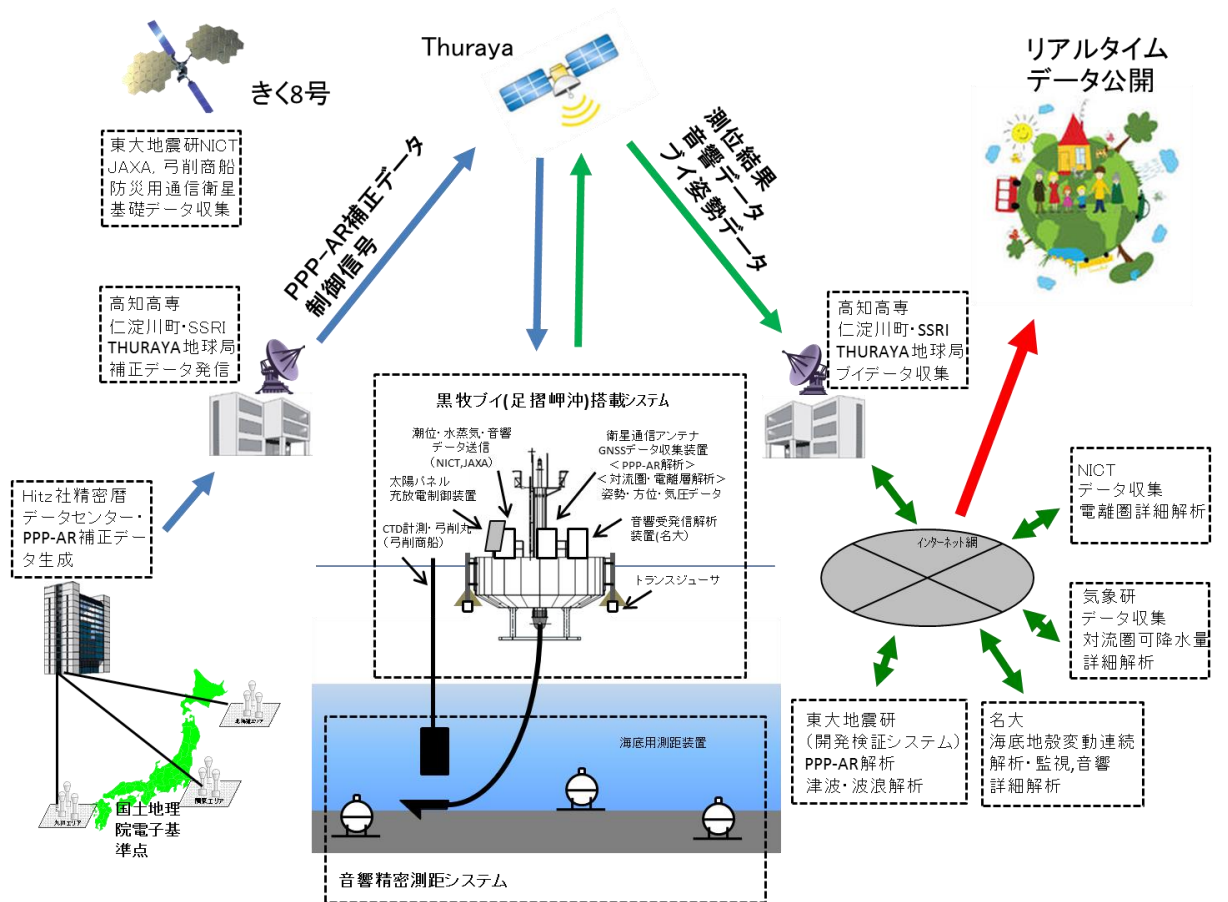 きく8号
Thuraya
リアルタイム
データ公開
東大地震研NICT
JAXA, 弓削商船
防災用通信衛星
基礎データ収集
PPP-AR補正データ
制御信号
測位結果
音響データ
ブイ姿勢データ
高知高専
仁淀川町・SSRI
THURAYA地球局
補正データ発信
高知高専
仁淀川町・SSRI
THURAYA地球局
ブイデータ収集
黒牧ブイ(足摺岬沖)搭載システム
潮位・水蒸気・音響
データ送信
(NICT,JAXA)
太陽パネル
充放電制御装置
CTD計測・弓削丸
(弓削商船)
衛星通信アンテナ
GNSSデータ収集装置
＜PPP-AR解析＞
＜対流圏・電離層解析＞
姿勢・方位・気圧データ
音響受発信解析
装置(名大)
トランスジューサ
Hitz社精密暦
データセンター・
PPP-AR補正デー
タ生成
北海道エリア
関東エリア
九州エリア
国土地理
院電子基
準点
海底用測距装置
音響精密測距システム
インターネット網
NICT
データ収集
電離圏詳細解析
気象研
データ収集
対流圏可降水量
詳細解析
東大地震研
(開発検証システム)
PPP-AR解析
津波・波浪解析
名大
海底地殻変動連続
解析・監視,音響
詳細解析